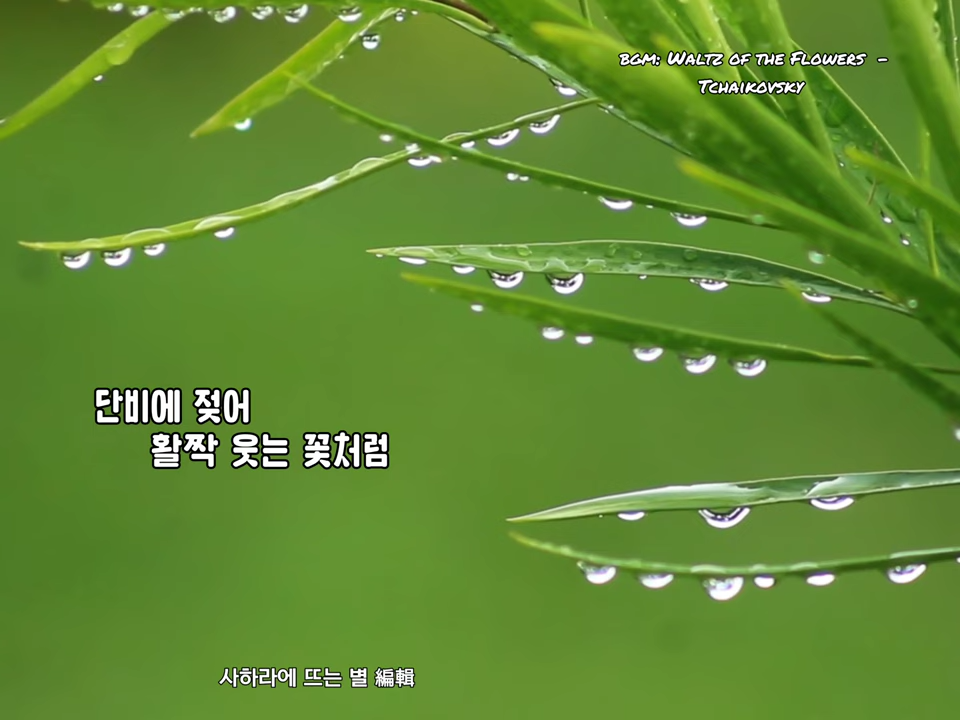 BGM: Waltz of the Flowers -
Tchaikovsky
단비에 젖어
활짝 웃는 꽃처럼
사하라에 뜨는 별 編輯